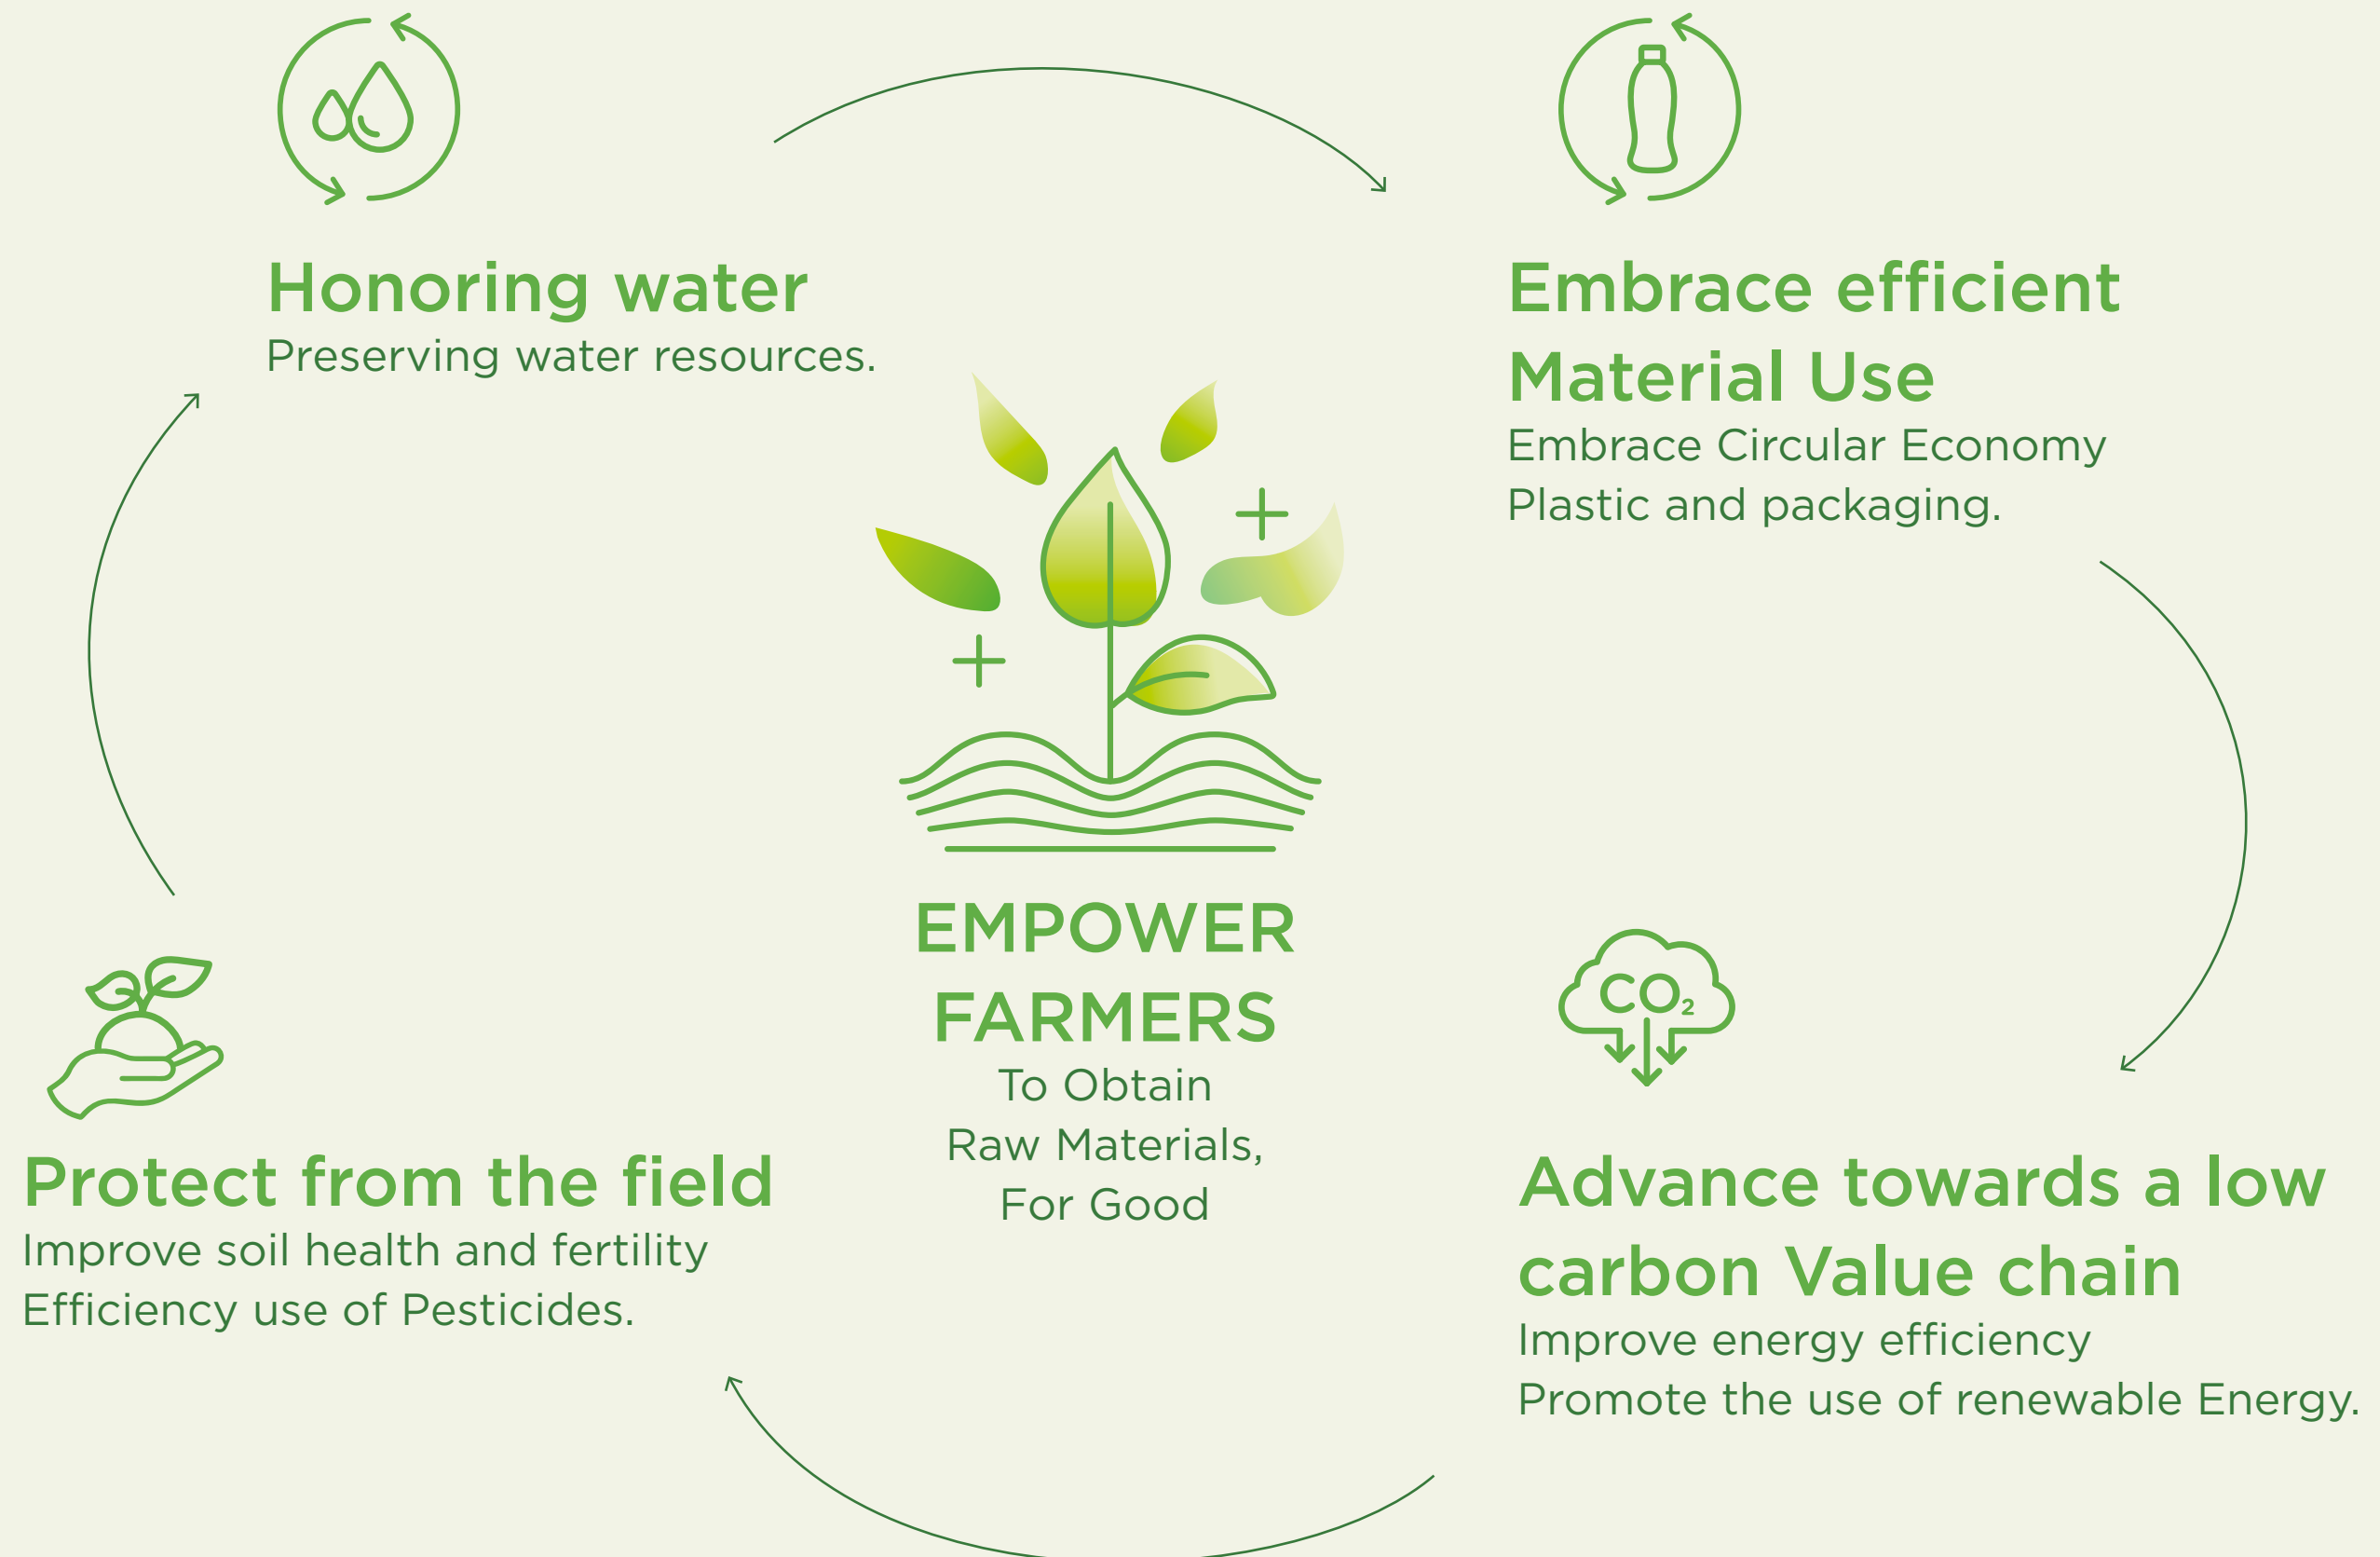 Honoring water
Preserving water resources.
Embrace efficient
Material Use
Embrace Circular Economy
Plastic and packaging.
EMPOWER
FARMERS
To Obtain
Raw Materials,
For Good
CO₂
Protect from the field
Improve soil health and fertility
Efficiency use of Pesticides.
Advance towards a low
carbon Value chain
Improve energy efficiency
Promote the use of renewable Energy.